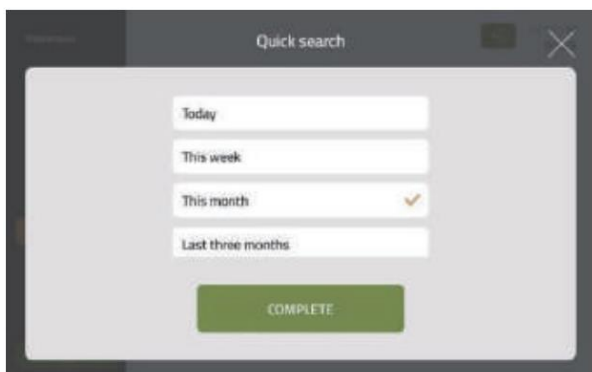 Quick search
Today
This week
This month
Last three months
COMPLETE